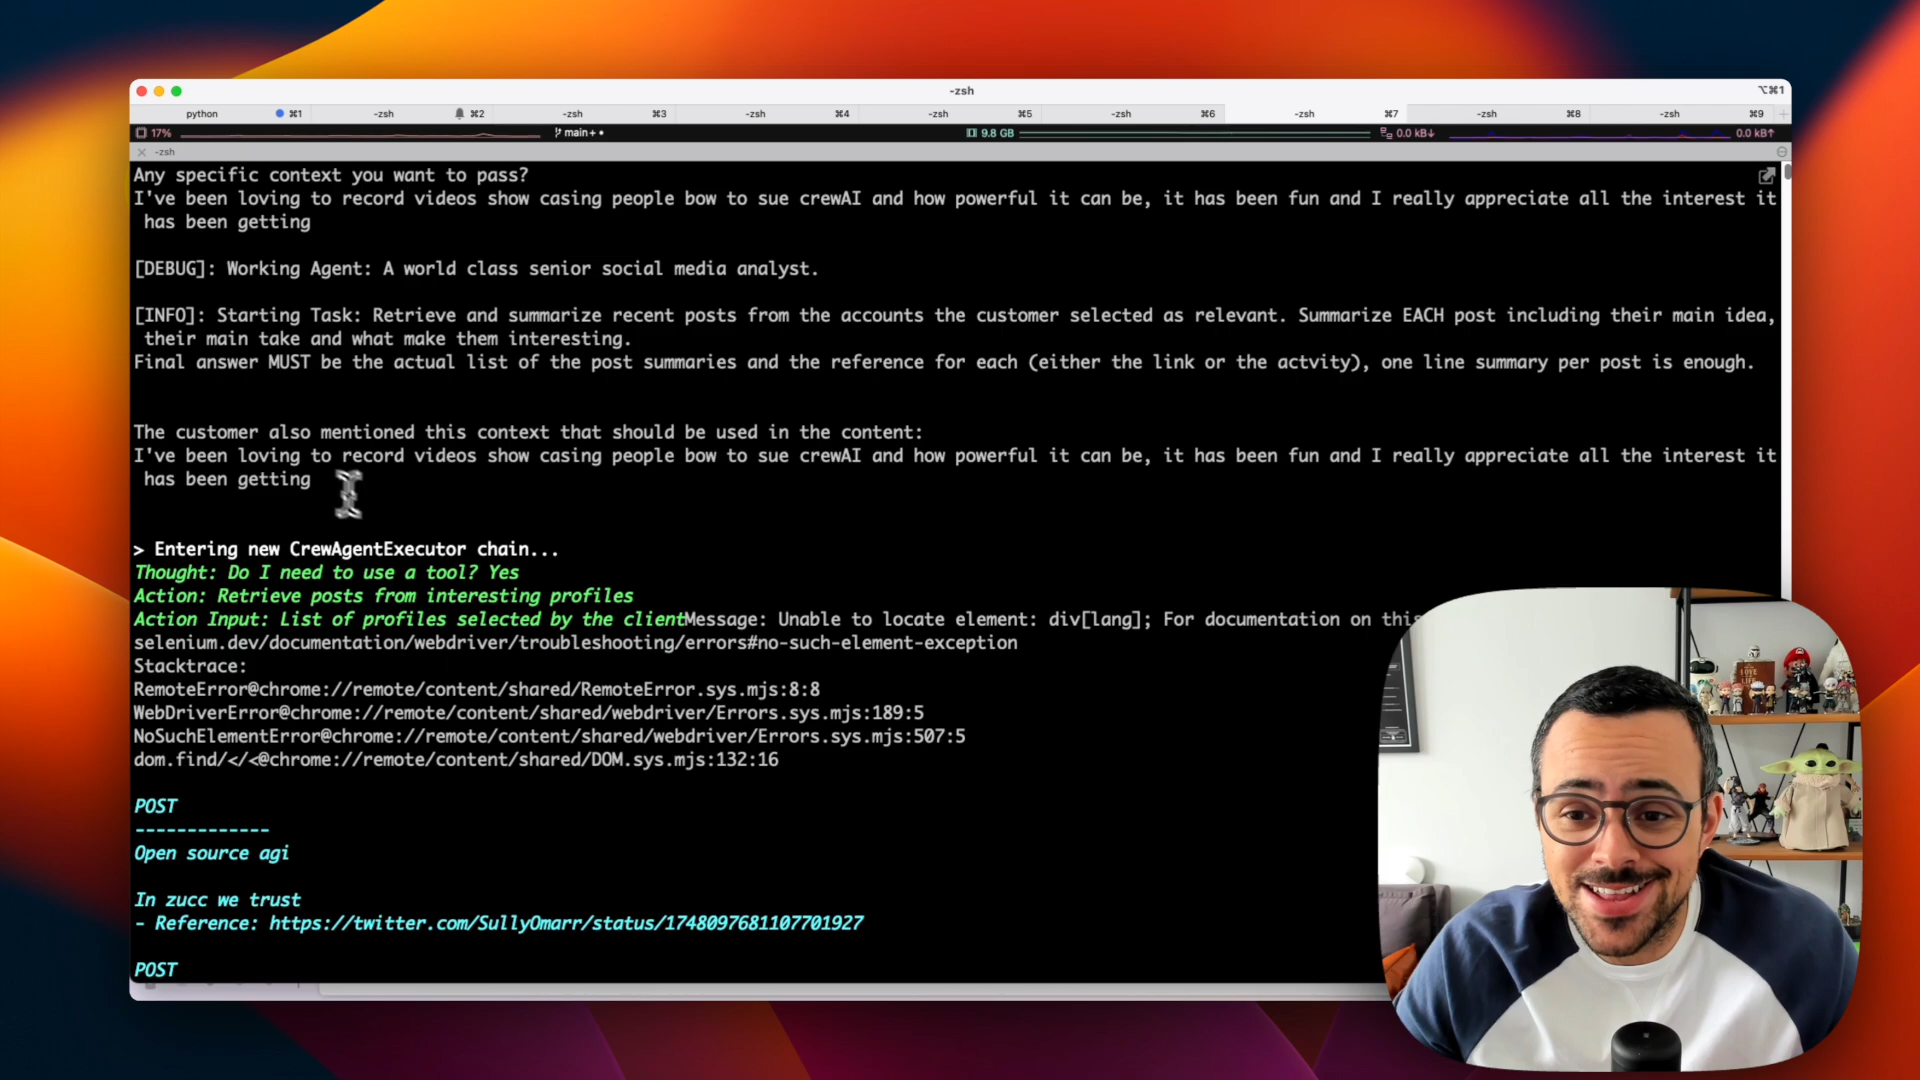 -zsh
⌥⌘1
python ⌘1 -zsh ⌘2 -zsh ⌘3 -zsh ⌘4 -zsh ⌘5 -zsh ⌘6 -zsh ⌘7 -zsh ⌘8 -zsh ⌘9
17% main+• 9.8 GB 0.0 kB↓ 0.0 kB↑
-zsh
Any specific context you want to pass?
I've been loving to record videos show casing people bow to sue crewAI and how powerful it can be, it has been fun and I really appreciate all the interest it
has been getting
[DEBUG]: Working Agent: A world class senior social media analyst.
[INFO]: Starting Task: Retrieve and summarize recent posts from the accounts the customer selected as relevant. Summarize EACH post including their main idea,
their main take and what make them interesting.
Final answer MUST be the actual list of the post summaries and the reference for each (either the link or the actvity), one line summary per post is enough.
The customer also mentioned this context that should be used in the content:
I've been loving to record videos show casing people bow to sue crewAI and how powerful it can be, it has been fun and I really appreciate all the interest it
has been getting
> Entering new CrewAgentExecutor chain...
Thought: Do I need to use a tool? Yes
Action: Retrieve posts from interesting profiles
Action Input: List of profiles selected by the clientMessage: Unable to locate element: div[lang]; For documentation on this
selenium.dev/documentation/webdriver/troubleshooting/errors#no-such-element-exception
Stacktrace:
RemoteError@chrome://remote/content/shared/RemoteError.sys.mjs:8:8
WebDriverError@chrome://remote/content/shared/webdriver/Errors.sys.mjs:189:5
NoSuchElementError@chrome://remote/content/shared/webdriver/Errors.sys.mjs:507:5
dom.find/</<@chrome://remote/content/shared/DOM.sys.mjs:132:16
POST
-------------
Open source agi
In zucc we trust
- Reference: https://twitter.com/SullyOmarr/status/1748097681107701927
POST